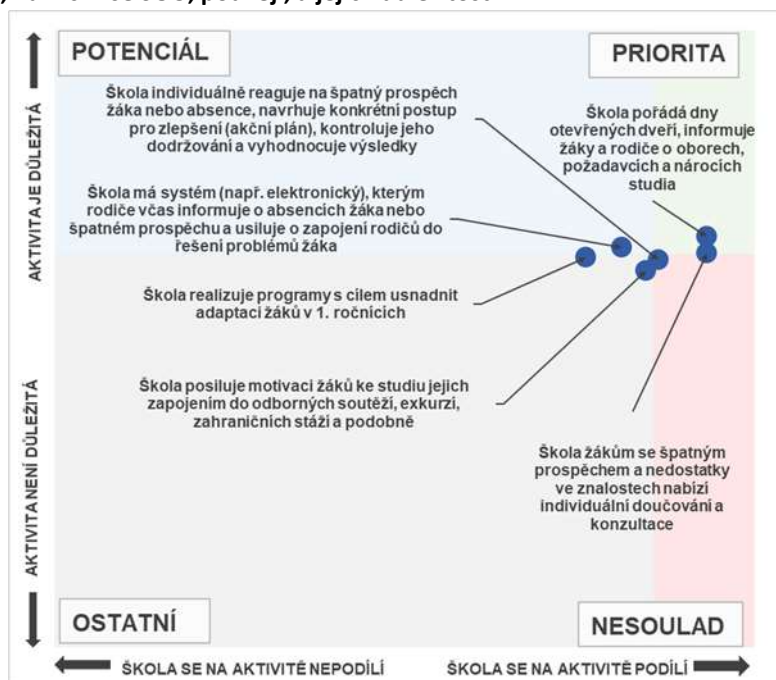 POTENCIÁL
PRIORITA
Škola individuálně reaguje na špatný prospěch
žáka nebo absence, navrhuje konkrétní postup
pro zlepšení (akční plán), kontroluje jeho
dodržování a vyhodnocuje výsledky
Škola pořádá dny
otevřených dveří, informuje
žáky a rodiče o oborech,
požadavcích a nárocích
studia
Škola má systém (např. elektronický), kterým
rodiče včas informuje o absencích žáka nebo
špatném prospěchu a usiluje o zapojení rodičů do
řešení problémů žáka
Škola realizuje programy s cílem usnadnit
adaptaci žáků v 1. ročnících
Škola posiluje motivaci žáků ke studiu jejich
zapojením do odborných soutěží, exkurzí,
zahraničních stáží a podobně
Škola žákům se špatným
prospěchem a nedostatky
ve znalostech nabízí
individuální doučování a
konzultace
AKTIVITA JE DŮLEŽITÁ
AKTIVITA NENÍ DŮLEŽITÁ
OSTATNÍ
NESOULAD
ŠKOLA SE NA AKTIVITĚ NEPODÍLÍ
ŠKOLA SE NA AKTIVITĚ PODÍLÍ